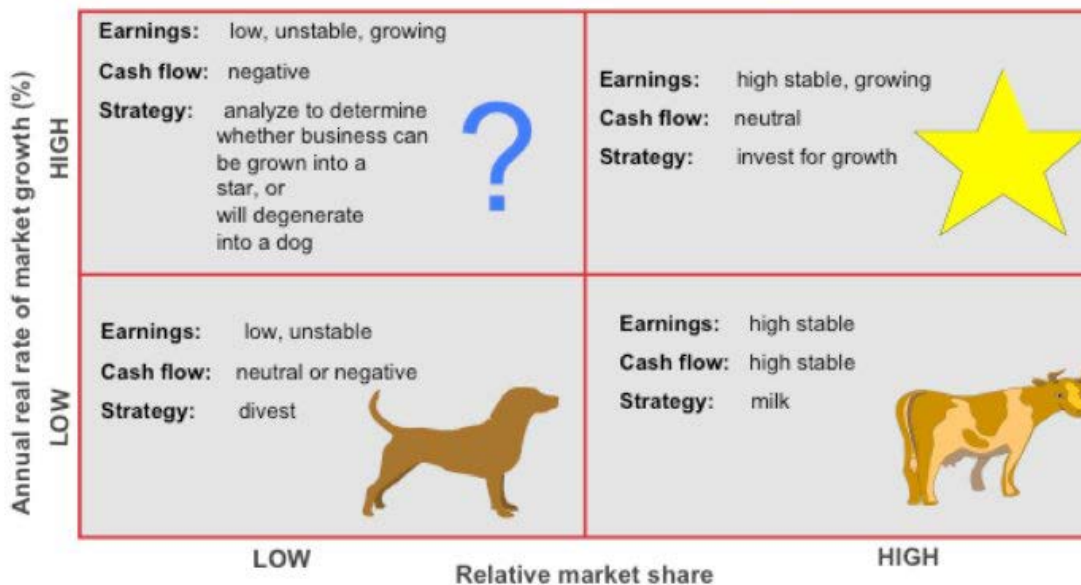 Annual real rate of market growth (%)
HIGH
LOW
Earnings: low, unstable, growing
Cash flow: negative
Strategy: analyze to determine
whether business can
be grown into a
star, or
will degenerate
into a dog
?
Earnings: high stable, growing
Cash flow: neutral
Strategy: invest for growth
Earnings: low, unstable
Cash flow: neutral or negative
Strategy: divest
Earnings: high stable
Cash flow: high stable
Strategy: milk
LOW
HIGH
Relative market share